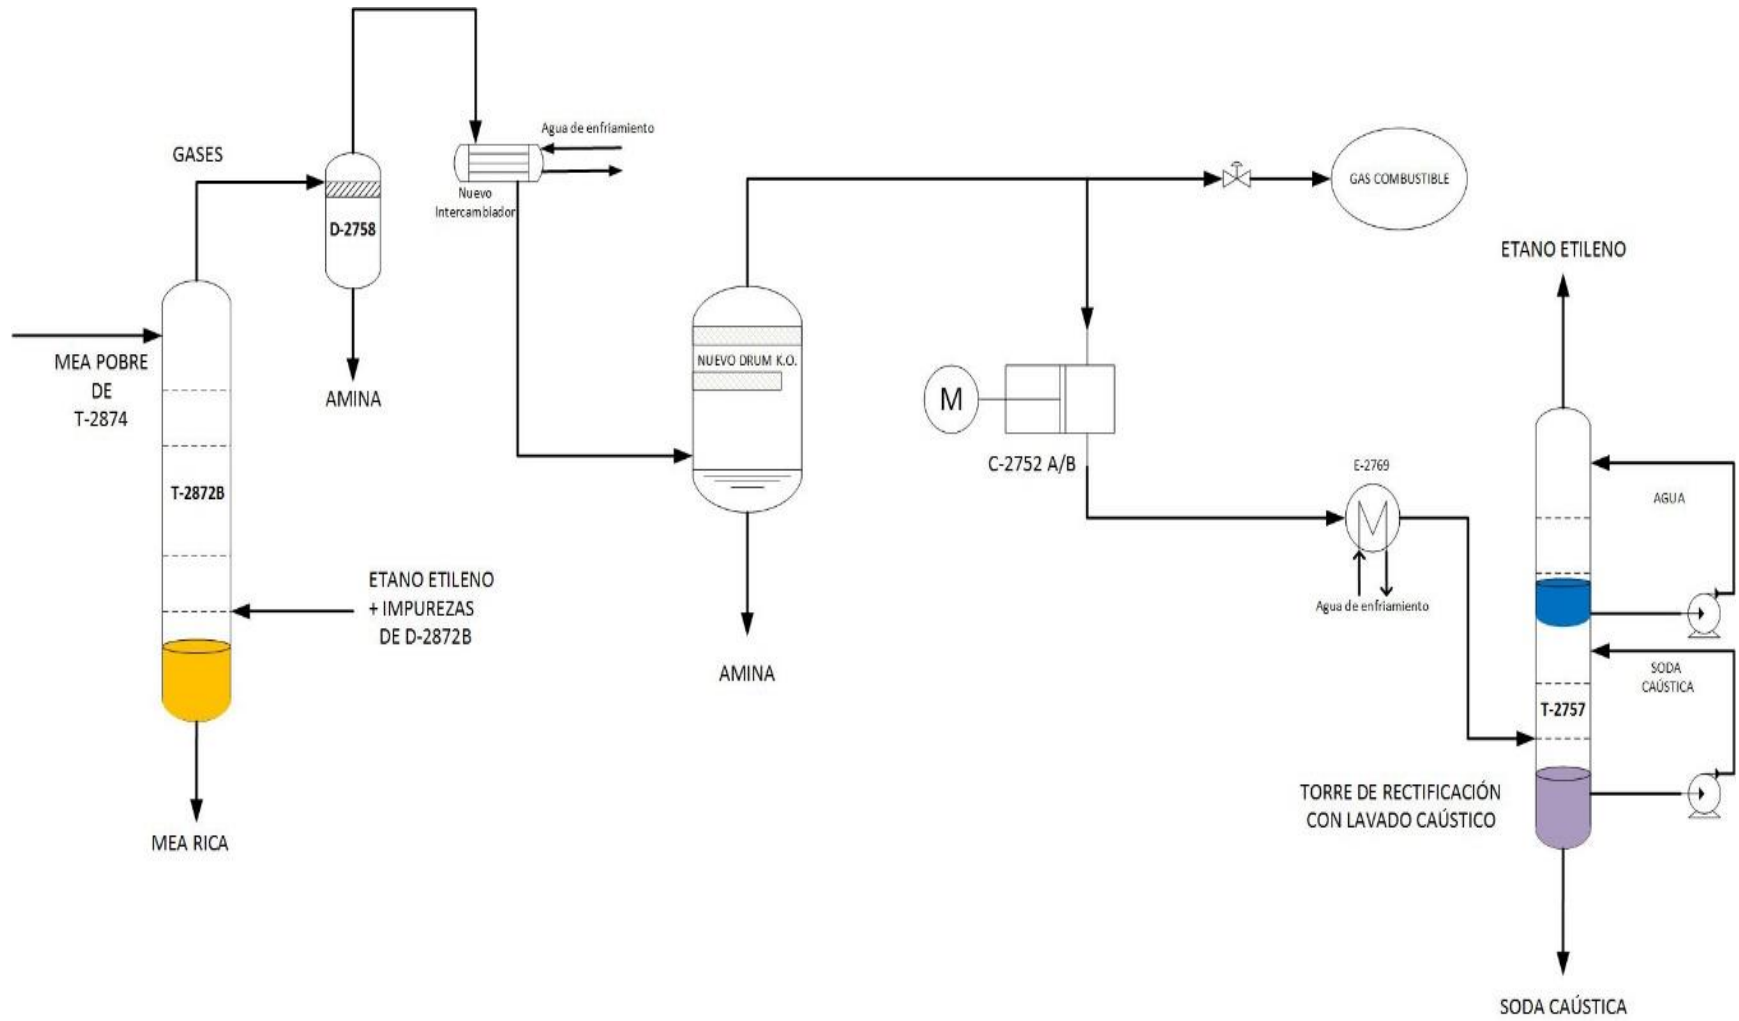 GASES
D-2758
AMINA
MEA POBRE
DE
T-2874
T-2872B
ETANO ETILENO
+ IMPUREZAS
DE D-2872B
MEA RICA
Agua de enfriamiento
Nuevo
Intercambiador
NUEVO DRUM K.O.
AMINA
GAS COMBUSTIBLE
M
C-2752 A/B
E-2769
Agua de enfriamiento
ETANO ETILENO
AGUA
SODA
CAÚSTICA
T-2757
TORRE DE RECTIFICACIÓN
CON LAVADO CAÚSTICO
SODA CAÚSTICA